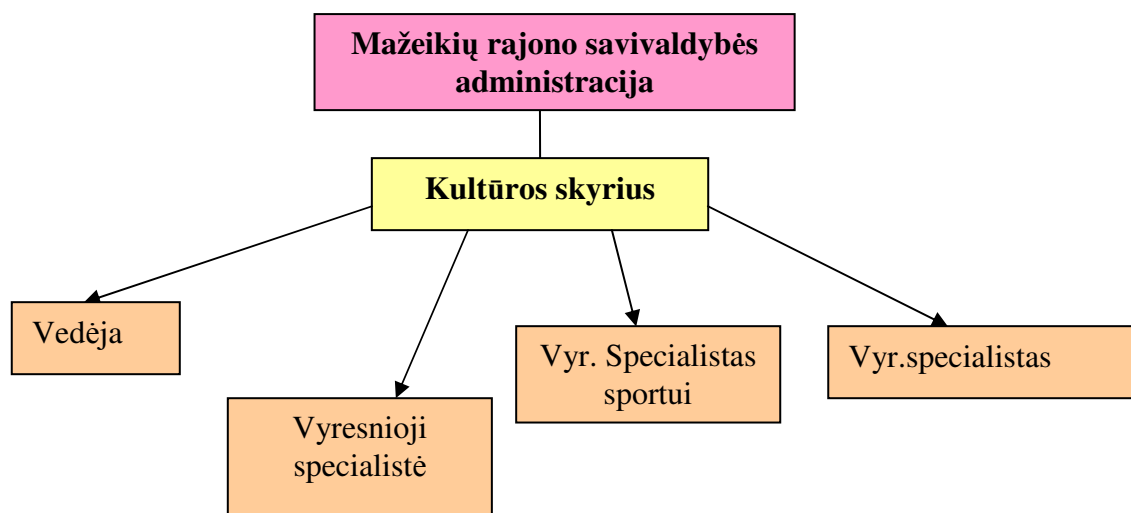 Mažeikių rajono savivaldybės
administracija
Kultūros skyrius
Vedėja
Vyresnioji
specialistė
Vyr. Specialistas
sportui
Vyr.specialistas